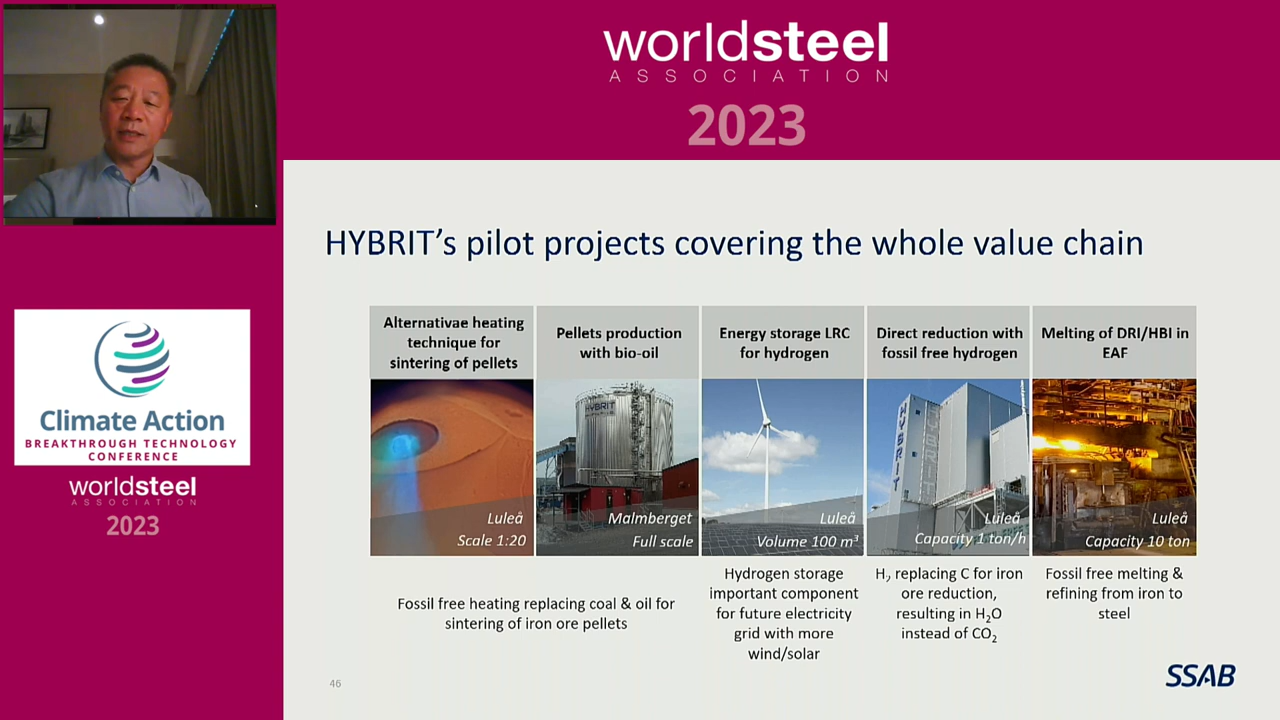 worldsteel
ASSOCIATION
2023
Climate Action
BREAKTHROUGH TECHNOLOGY
CONFERENCE
worldsteel
ASSOCIATION
2023
HYBRIT’s pilot projects covering the whole value chain
Alternativae heating
technique for
sintering of pellets
Pellets production
with bio-oil
Energy storage LRC
for hydrogen
Direct reduction with
fossil free hydrogen
Melting of DRI/HBI in
EAF
HYBRIT
HYBRIT
HYBRIT
Luleå
Scale 1:20
Malmberget
Full scale
Luleå
Volume 100 m³
Luleå
Capacity 1 ton/h
Luleå
Capacity 10 ton
Fossil free heating replacing coal & oil for
sintering of iron ore pellets
Hydrogen storage
important component
for future electricity
grid with more
wind/solar
H₂ replacing C for iron
ore reduction,
resulting in H₂O
instead of CO₂
Fossil free melting &
refining from iron to
steel
46
SSAB